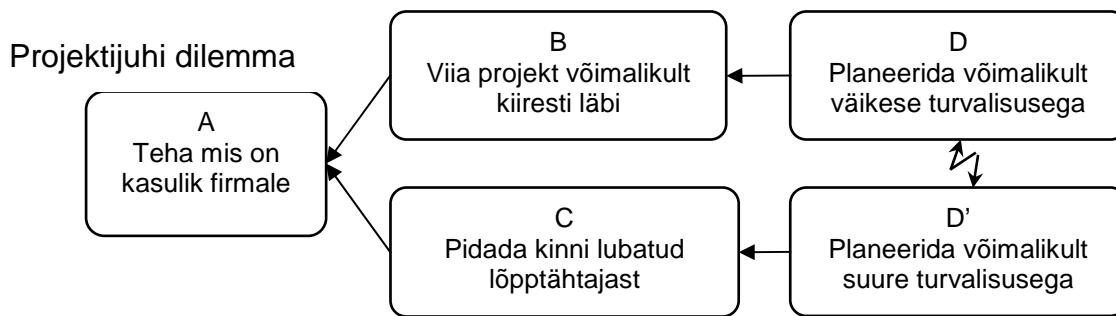 Projektijuhi dilemma
A
Teha mis on
kasulik firmale
B
Viia projekt võimalikult
kiiresti läbi
C
Pidada kinni lubatud
lõpptähtajast
D
Planeerida võimalikult
väikese turvalisusega
D’
Planeerida võimalikult
suure turvalisusega